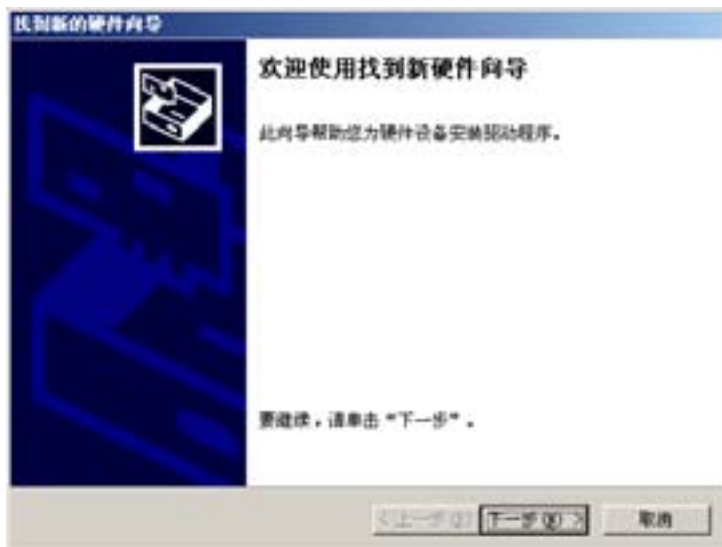 找到新的硬件向导
欢迎使用找到新硬件向导
此向导帮助您为硬件设备安装驱动程序。
要继续，请单击“下一步”。
<上一步(B) 下一步(N) > 取消